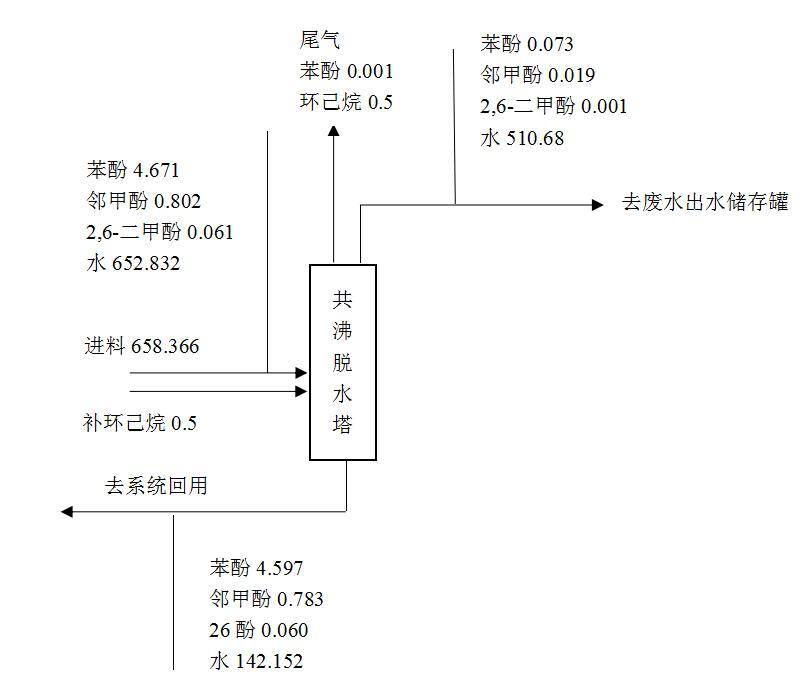 尾气
苯酚 0.001
环己烷 0.5
苯酚 0.073
邻甲酚 0.019
2,6-二甲酚 0.001
水 510.68
去废水出水储存罐
苯酚 4.671
邻甲酚 0.802
2,6-二甲酚 0.061
水 652.832
进料 658.366
补环己烷 0.5
共
沸
脱
水
塔
去系统回用
苯酚 4.597
邻甲酚 0.783
26 酚 0.060
水 142.152